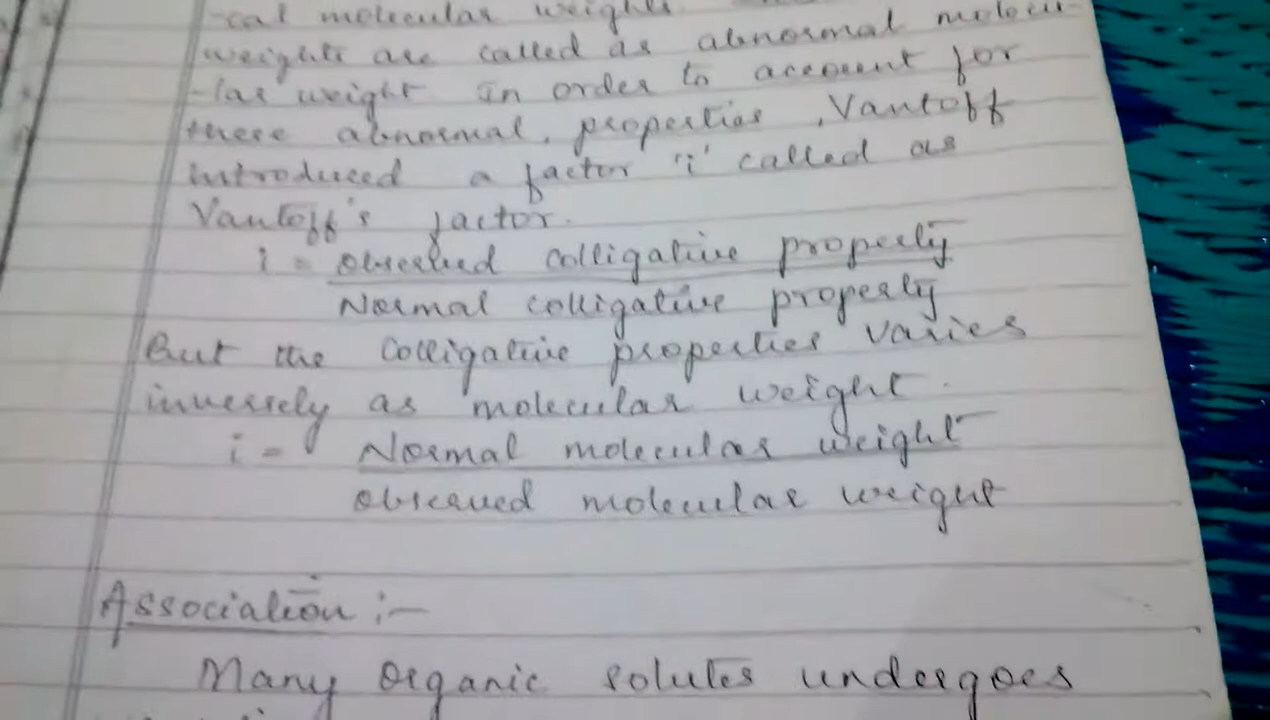 -cal molecular weights
weights are called as abnormal molecu-
-lar weight In order to account for
these abnormal, properties, Vantoff
introduced a factor 'i' called as
Vantoff's factor.
i = observed colligative property
Normal colligative property
But the colligative properties varies
inversely as molecular weight.
i = Normal molecular weight
observed molecular weight
Association :-
Many organic solutes undergoes